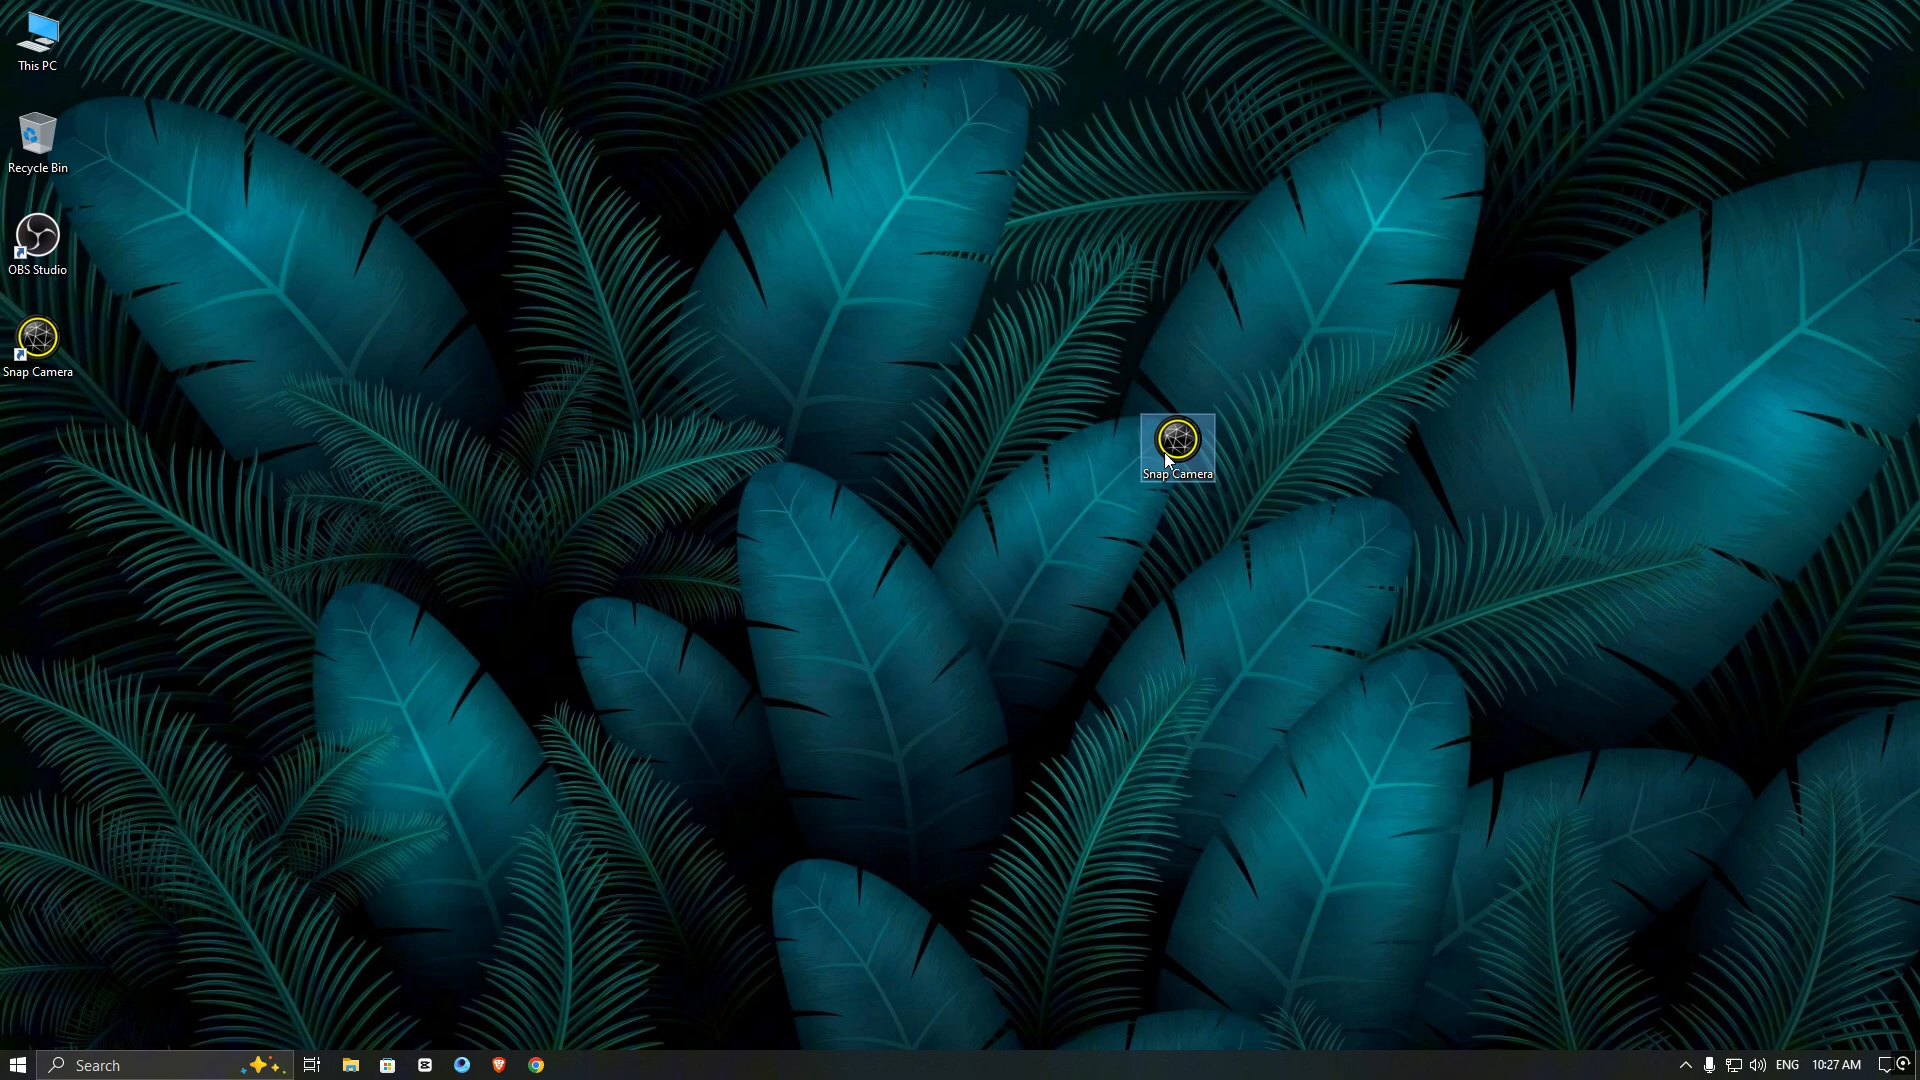 This PC
Recycle Bin
OBS Studio
Snap Camera
Snap Camera
Search
ENG
10:27 AM